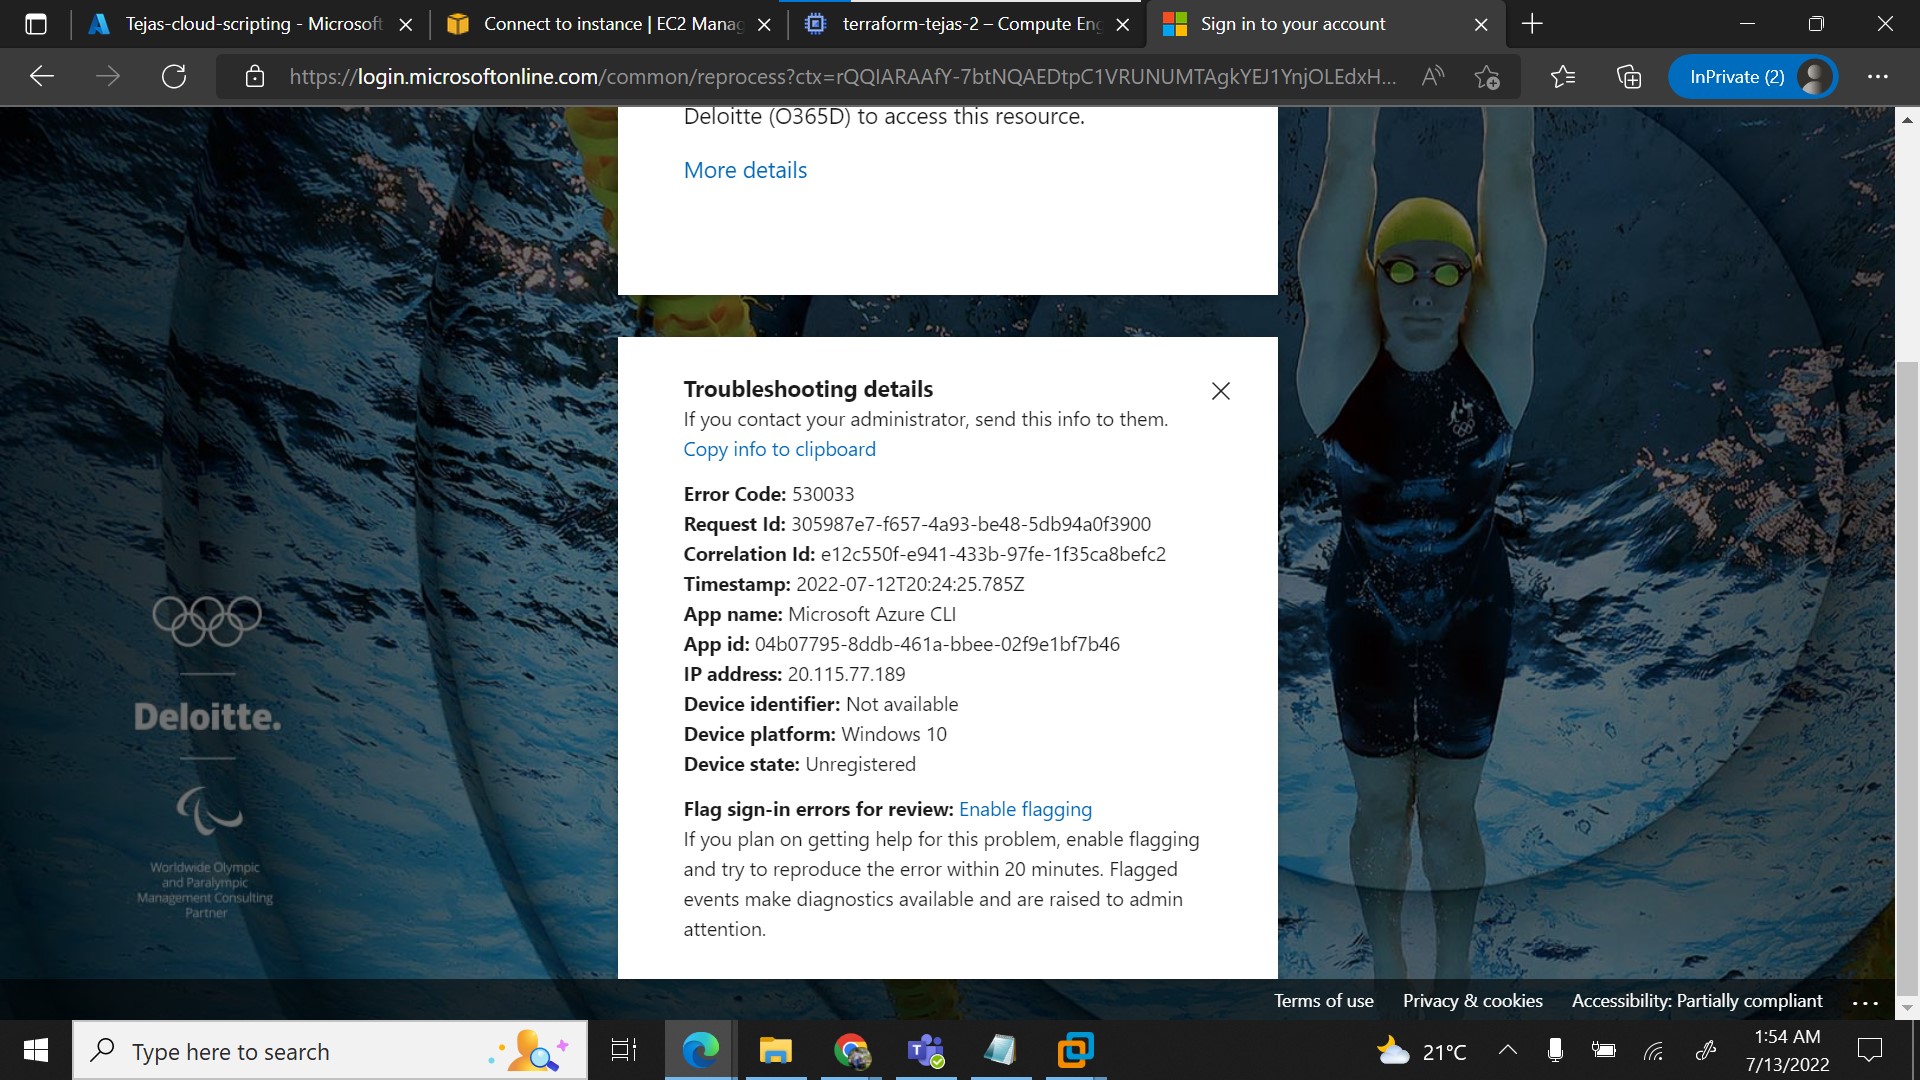 Tejas-cloud-scripting - Microsoft
Connect to instance | EC2 Manag
terraform-tejas-2 – Compute Eng
Sign in to your account
https://login.microsoftonline.com/common/reprocess?ctx=rQQIARAAfY-7btNQAEDtpC1VRUNUMTAgkYEJ1YnjOLEdxH...
InPrivate (2)
Deloitte (O365D) to access this resource.
More details
Troubleshooting details
If you contact your administrator, send this info to them.
Copy info to clipboard
Error Code: 530033
Request Id: 305987e7-f657-4a93-be48-5db94a0f3900
Correlation Id: e12c550f-e941-433b-97fe-1f35ca8befc2
Timestamp: 2022-07-12T20:24:25.785Z
App name: Microsoft Azure CLI
App id: 04b07795-8ddb-461a-bbee-02f9e1bf7b46
IP address: 20.115.77.189
Device identifier: Not available
Device platform: Windows 10
Device state: Unregistered
Flag sign-in errors for review: Enable flagging
If you plan on getting help for this problem, enable flagging
and try to reproduce the error within 20 minutes. Flagged
events make diagnostics available and are raised to admin
attention.
Deloitte.
Worldwide Olympic
and Paralympic
Management Consulting
Partner
Terms of use
Privacy & cookies
Accessibility: Partially compliant
...
Type here to search
21°C
1:54 AM
7/13/2022